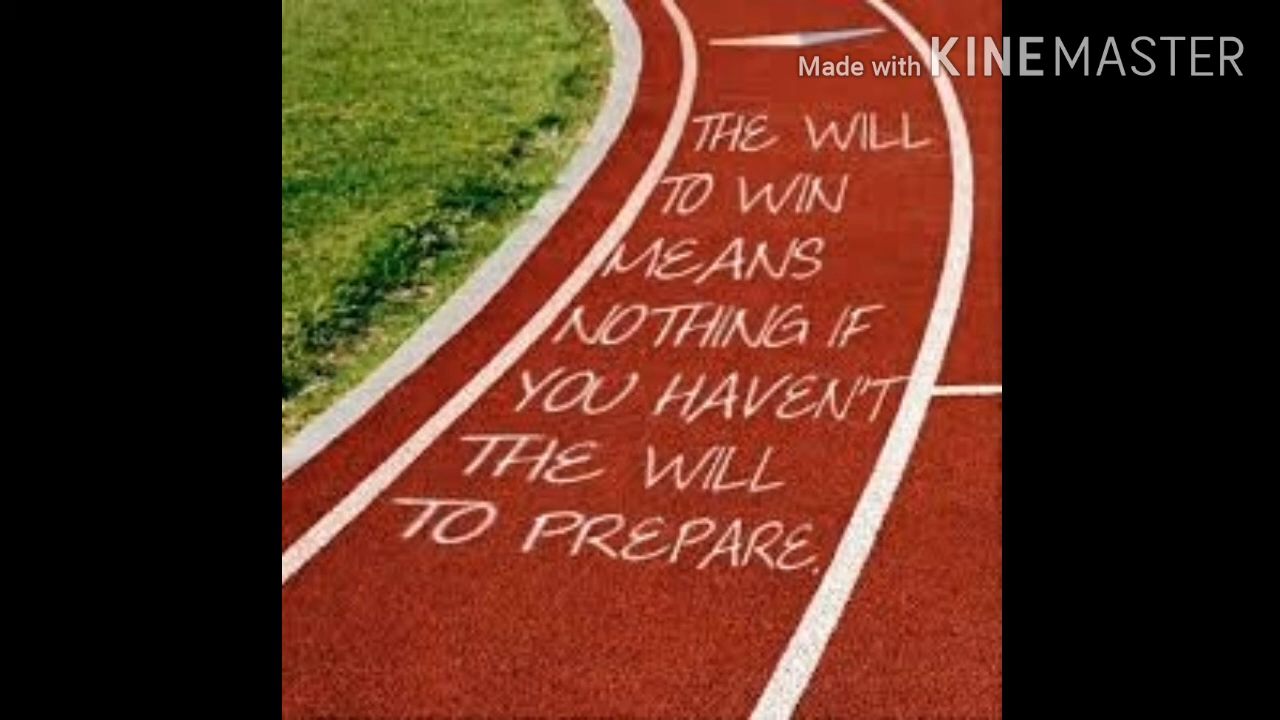 Made with KINEMASTER
THE WILL
TO WIN
MEANS
NOTHING IF
YOU HAVEN'T
THE WILL
TO PREPARE.